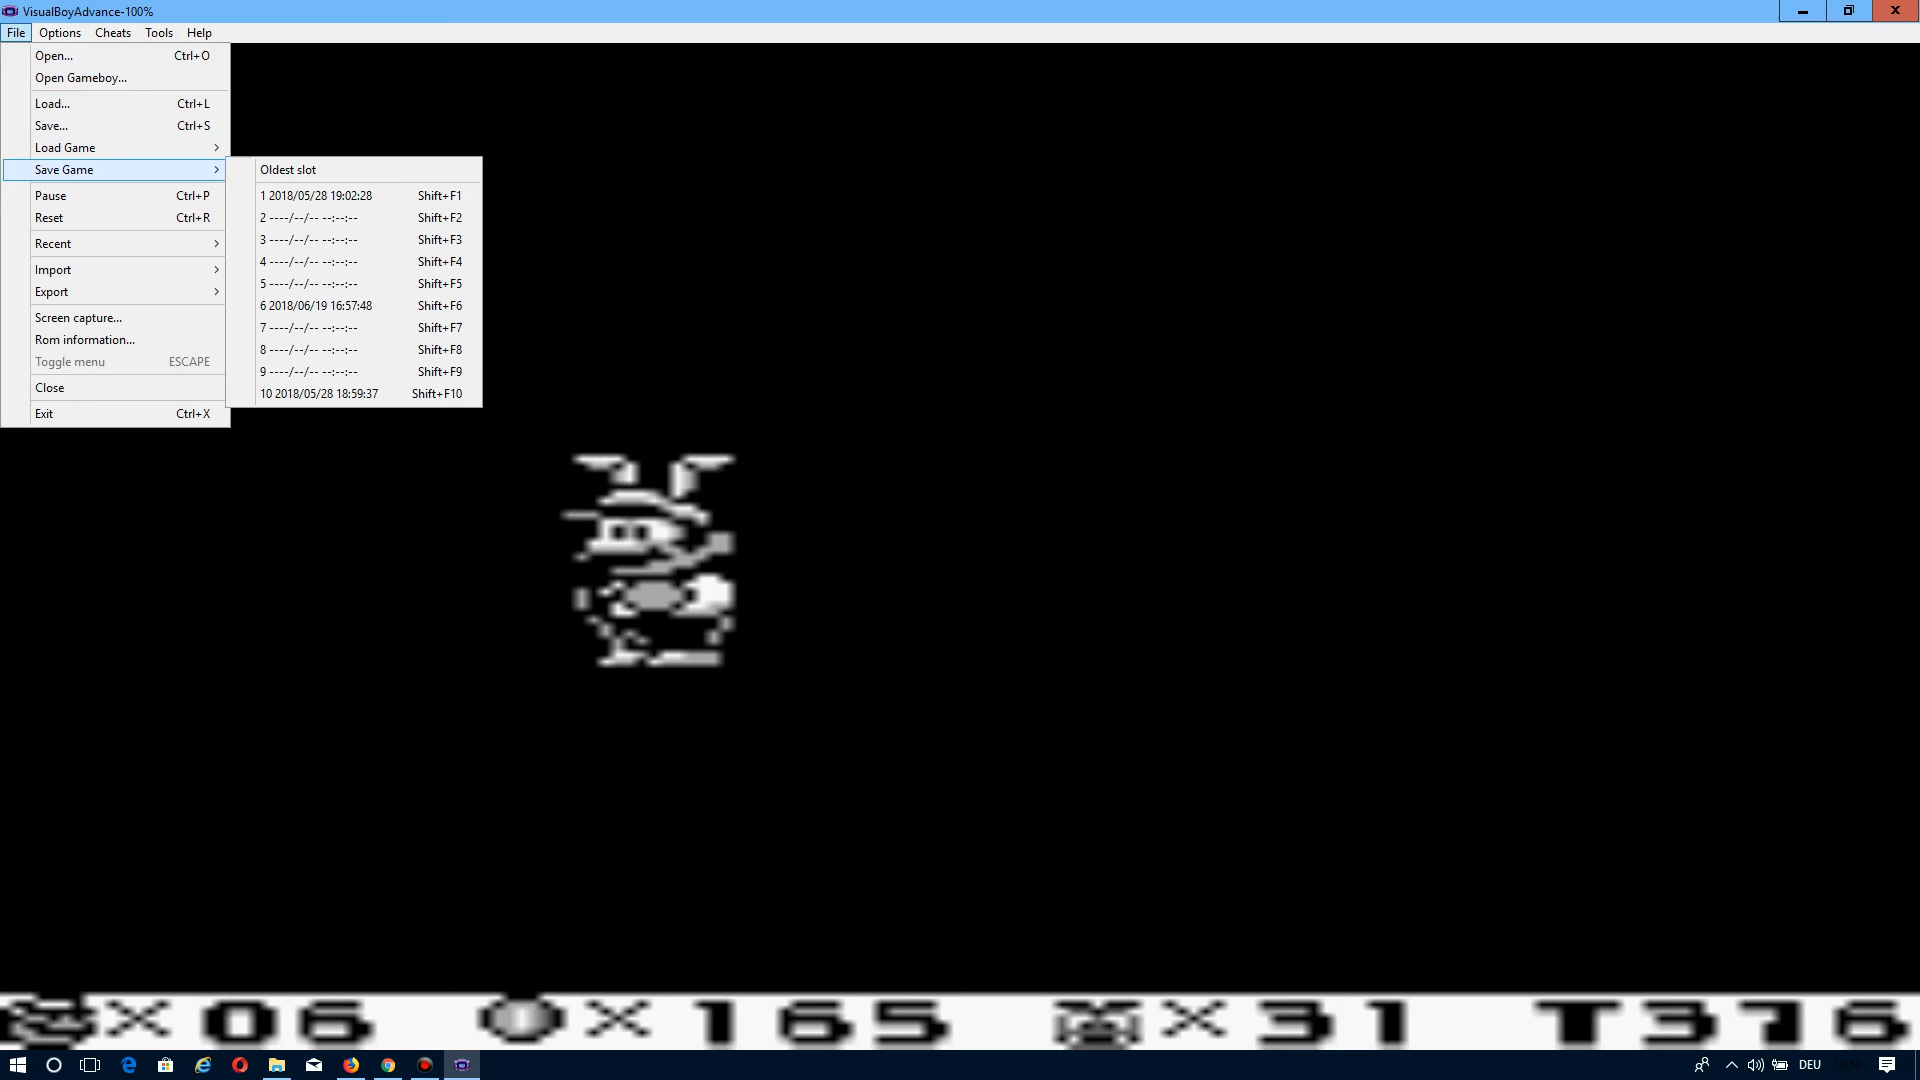 VisualBoyAdvance-100%
File Options Cheats Tools Help
Open... Ctrl+O
Open Gameboy...
Load... Ctrl+L
Save... Ctrl+S
Load Game
Save Game
Pause Ctrl+P
Reset Ctrl+R
Recent
Import
Export
Screen capture...
Rom information...
Toggle menu ESCAPE
Close
Exit Ctrl+X
Oldest slot
1 2018/05/28 19:02:28 Shift+F1
2 ----/--/-- --:--:-- Shift+F2
3 ----/--/-- --:--:-- Shift+F3
4 ----/--/-- --:--:-- Shift+F4
5 ----/--/-- --:--:-- Shift+F5
6 2018/06/19 16:57:48 Shift+F6
7 ----/--/-- --:--:-- Shift+F7
8 ----/--/-- --:--:-- Shift+F8
9 ----/--/-- --:--:-- Shift+F9
10 2018/05/28 18:59:37 Shift+F10
×06 ×165 ×31 T376
DEU